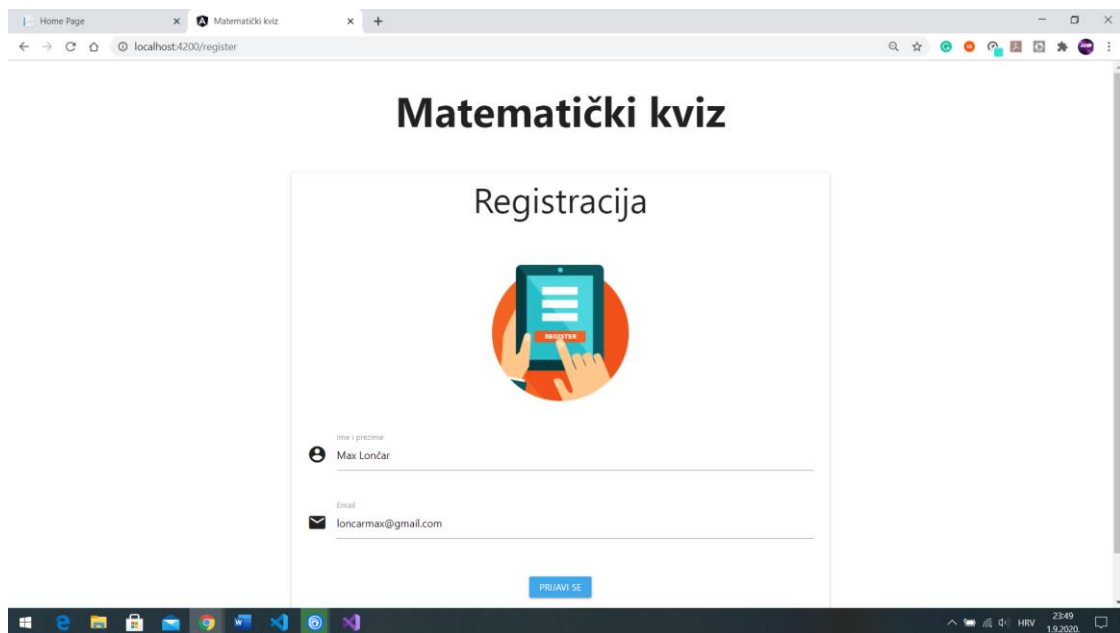 Home Page
Matematički kviz
localhost:4200/register
Matematički kviz
Registracija
REGISTER
Ime i prezime
Max Lončar
Email
loncarmax@gmail.com
PRIJAVI SE
HRV
23:49
1.9.2020.